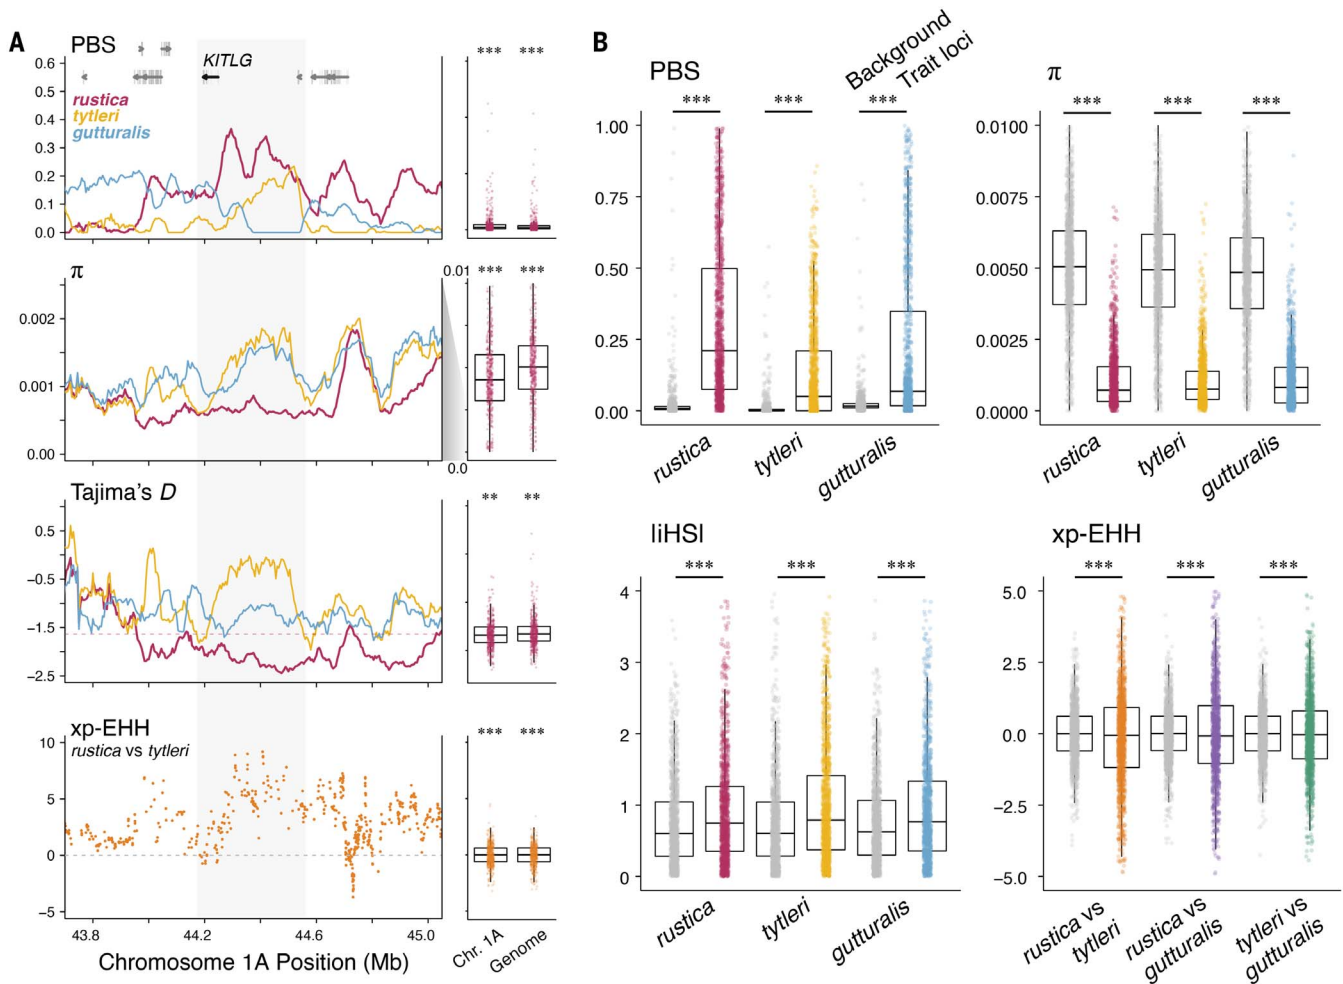 A
PBS
KITLG
rustica
tytleri
gutturalis
0.6
0.5
0.4
0.3
0.2
0.1
0.0
*** ***
π
0.002
0.001
0.00
0.01
0.0
*** ***
Tajima's D
0.5
−0.5
−1.5
−2.5
** **
xp-EHH
rustica vs tytleri
10
5
0
−5
*** ***
43.8 44.2 44.6 45.0
Chromosome 1A Position (Mb)
Chr. 1A
Genome
B
PBS
Background
Trait loci
*** *** ***
1.00
0.75
0.50
0.25
0.00
rustica
tytleri
gutturalis
π
*** *** ***
0.0100
0.0075
0.0050
0.0025
0.0000
rustica
tytleri
gutturalis
|iHS|
*** *** ***
4
3
2
1
0
rustica
tytleri
gutturalis
xp-EHH
*** *** ***
5.0
2.5
0.0
−2.5
−5.0
rustica vs
tytleri
rustica vs
gutturalis
tytleri vs
gutturalis